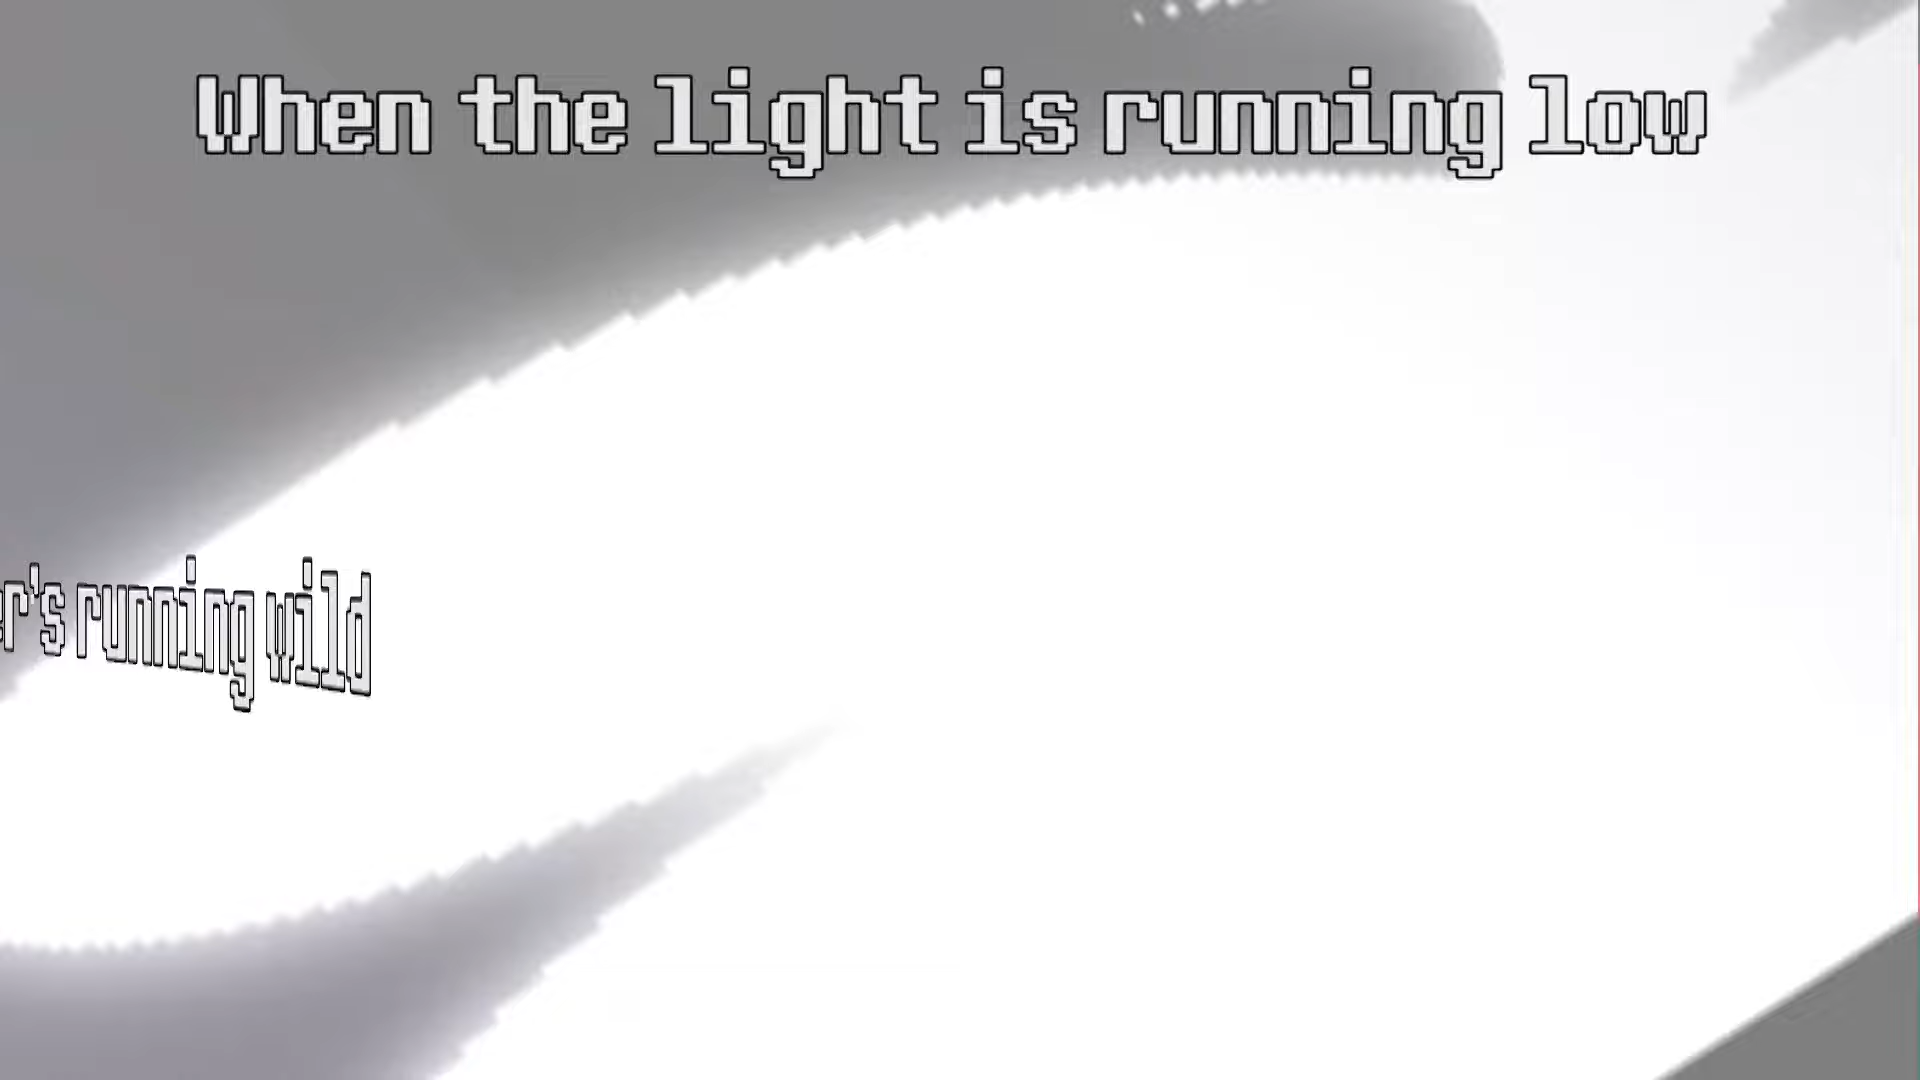 When the light is running low
r's running wild